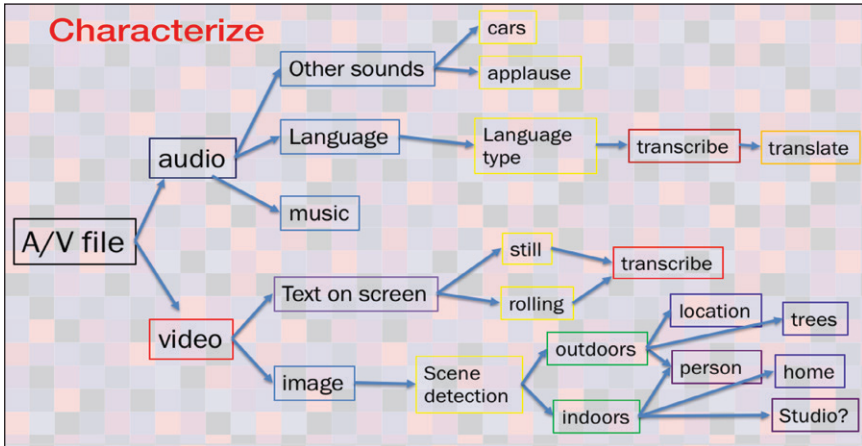 Characterize
cars
Other sounds
applause
Language
Language
type
transcribe
translate
audio
music
A/V file
still
Text on screen
transcribe
rolling
location
trees
video
outdoors
person
home
image
Scene
detection
indoors
Studio?